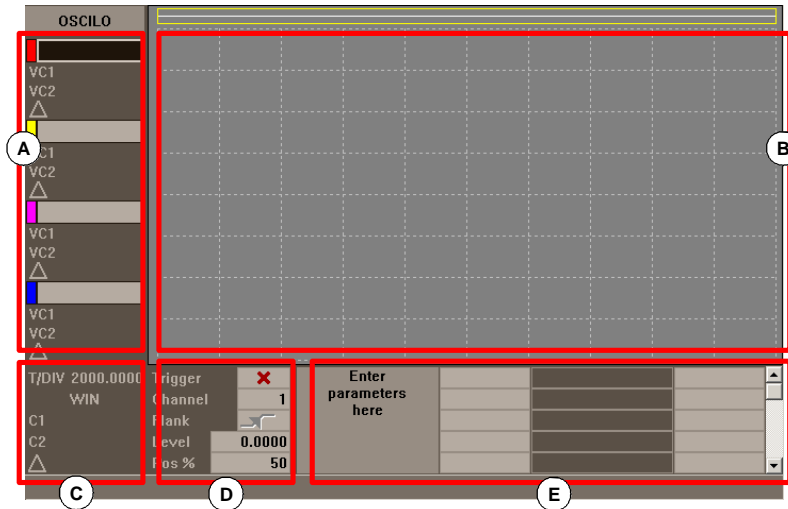 OSCILO
VC1
VC2
△
VC1
VC2
△
VC1
VC2
△
VC1
VC2
△
A
B
T/DIV 2000.0000
WIN
C1
C2
△
Trigger
Channel 1
Flank
Level 0.0000
Pos % 50
Enter
parameters
here
C
D
E